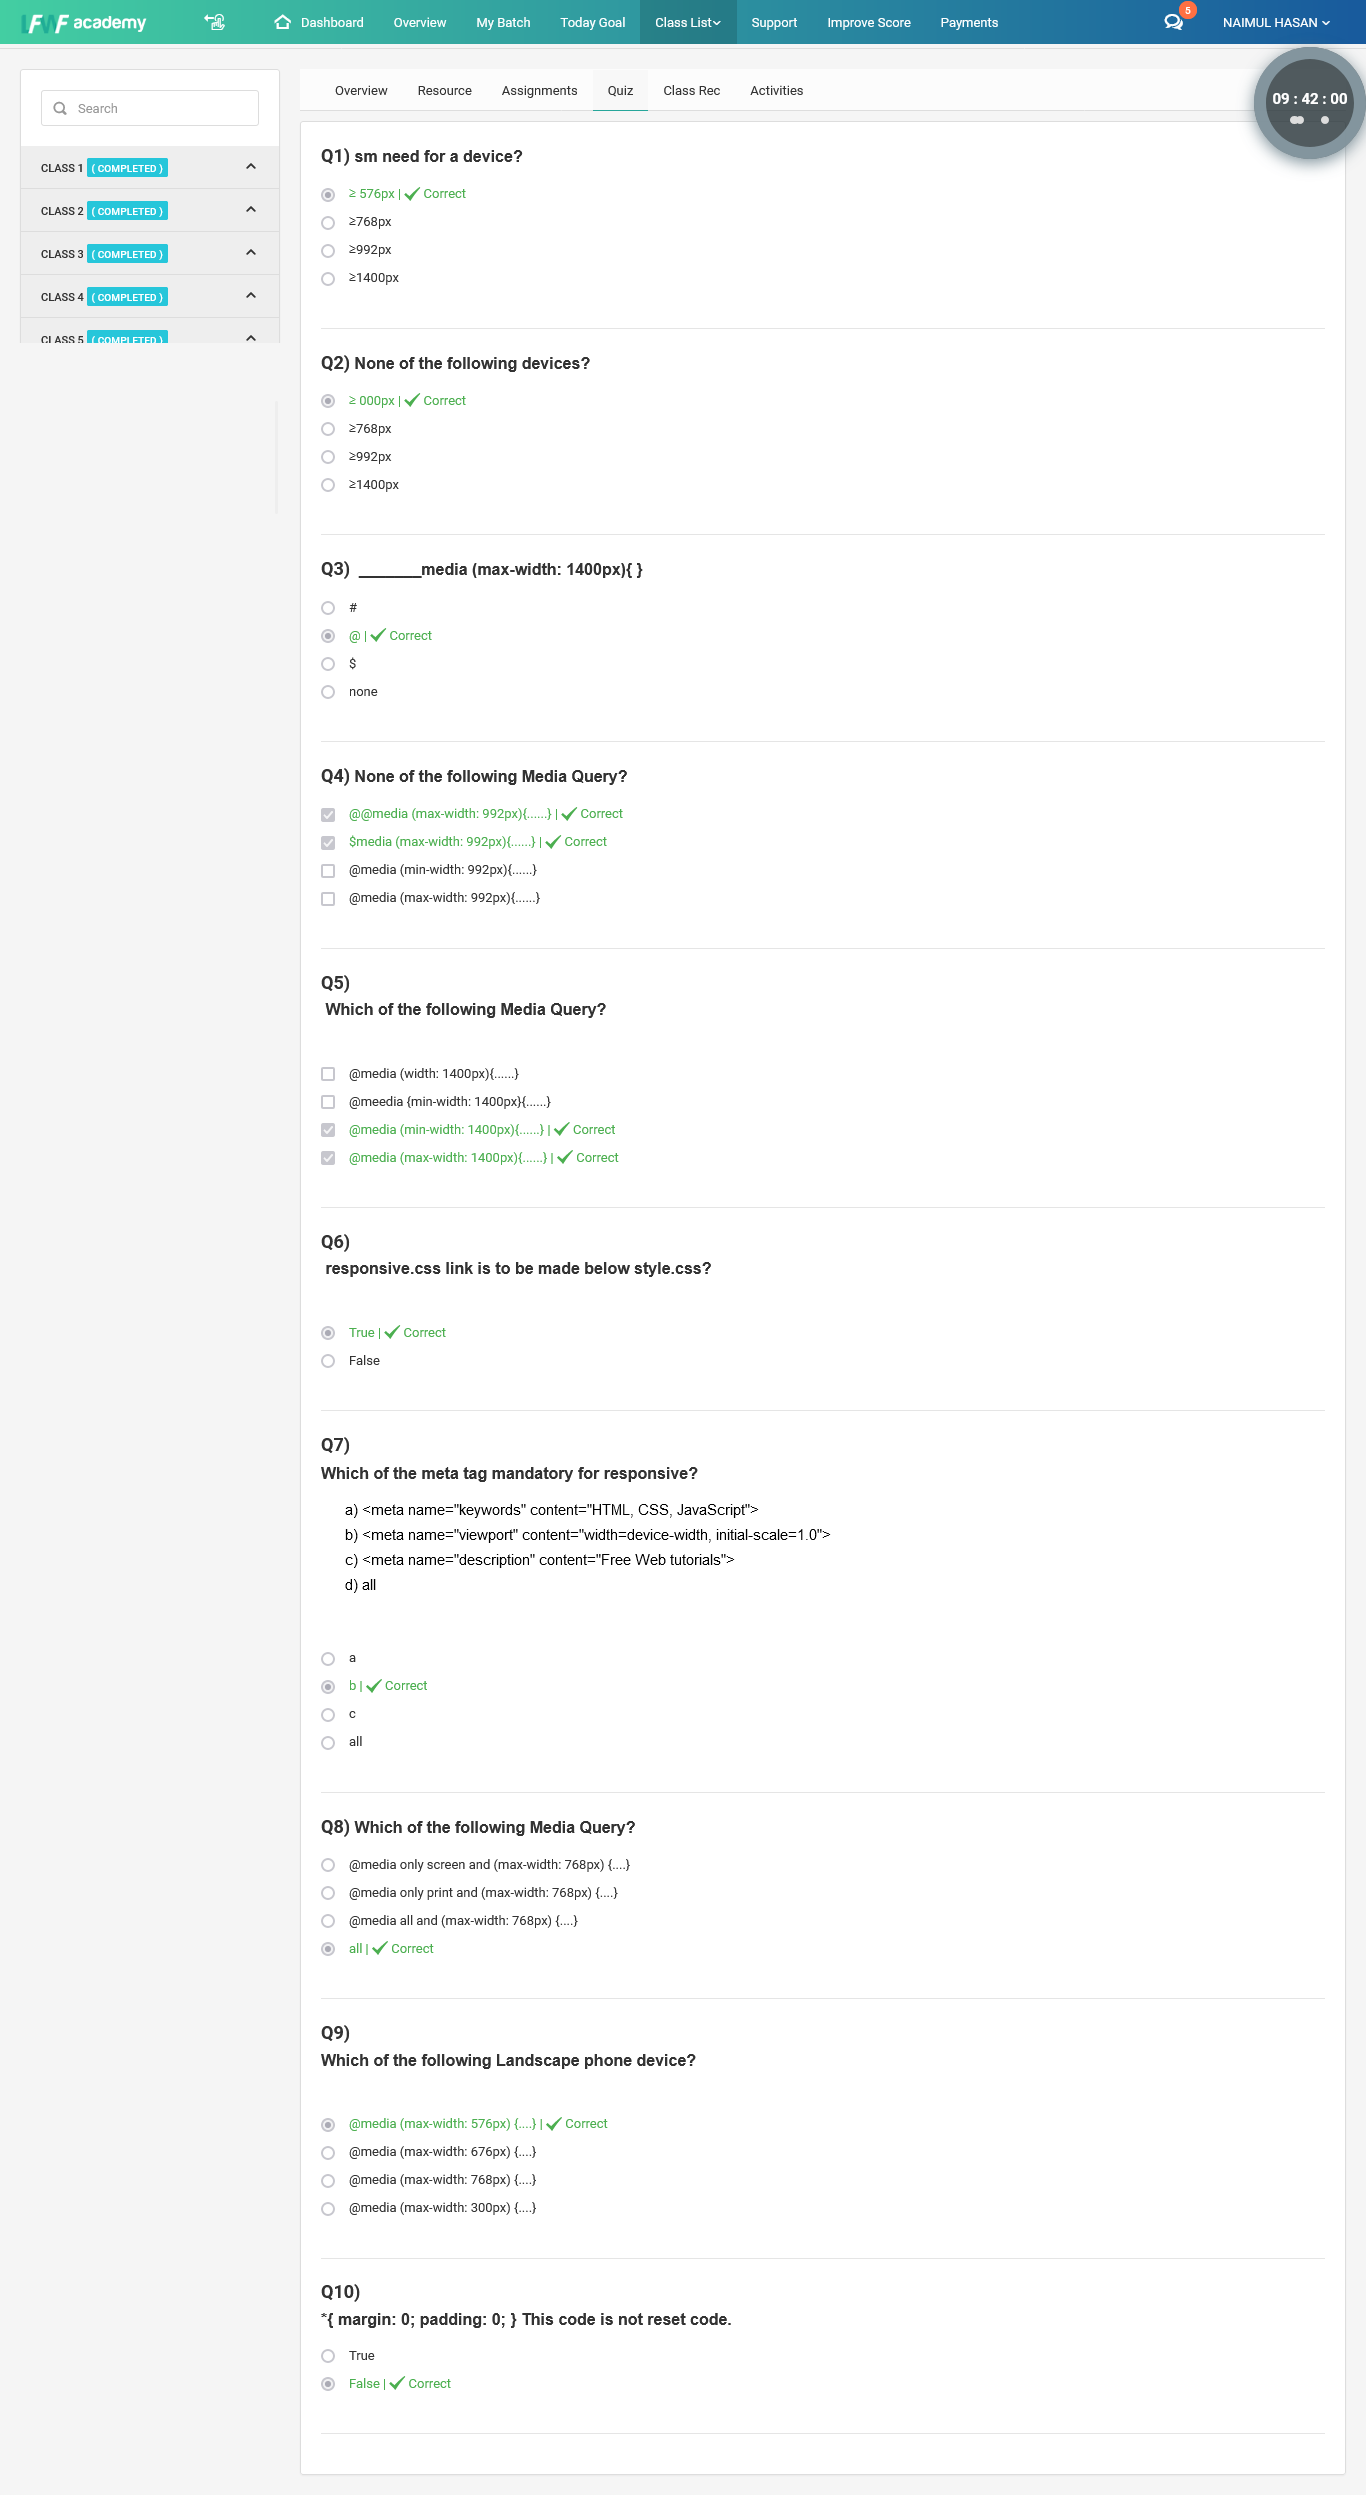 LFWF academy
Dashboard Overview My Batch Today Goal Class List Support Improve Score Payments 5 NAIMUL HASAN
Search
CLASS 1 ( COMPLETED )
CLASS 2 ( COMPLETED )
CLASS 3 ( COMPLETED )
CLASS 4 ( COMPLETED )
CLASS 5 ( COMPLETED )
Overview Resource Assignments Quiz Class Rec Activities
09 : 42 : 00
Q1) sm need for a device?
≥ 576px | ✔ Correct
≥768px
≥992px
≥1400px
Q2) None of the following devices?
≥ 000px | ✔ Correct
≥768px
≥992px
≥1400px
Q3) _______media (max-width: 1400px){ }
#
@ | ✔ Correct
$
none
Q4) None of the following Media Query?
@@media (max-width: 992px){......} | ✔ Correct
$media (max-width: 992px){......} | ✔ Correct
@media (min-width: 992px){......}
@media (max-width: 992px){......}
Q5)
Which of the following Media Query?
@media (width: 1400px){......}
@meedia {min-width: 1400px}{......}
@media (min-width: 1400px){......} | ✔ Correct
@media (max-width: 1400px){......} | ✔ Correct
Q6)
responsive.css link is to be made below style.css?
True | ✔ Correct
False
Q7)
Which of the meta tag mandatory for responsive?
a) <meta name="keywords" content="HTML, CSS, JavaScript">
b) <meta name="viewport" content="width=device-width, initial-scale=1.0">
c) <meta name="description" content="Free Web tutorials">
d) all
a
b | ✔ Correct
c
all
Q8) Which of the following Media Query?
@media only screen and (max-width: 768px) {....}
@media only print and (max-width: 768px) {....}
@media all and (max-width: 768px) {....}
all | ✔ Correct
Q9)
Which of the following Landscape phone device?
@media (max-width: 576px) {....} | ✔ Correct
@media (max-width: 676px) {....}
@media (max-width: 768px) {....}
@media (max-width: 300px) {....}
Q10)
*{ margin: 0; padding: 0; } This code is not reset code.
True
False | ✔ Correct